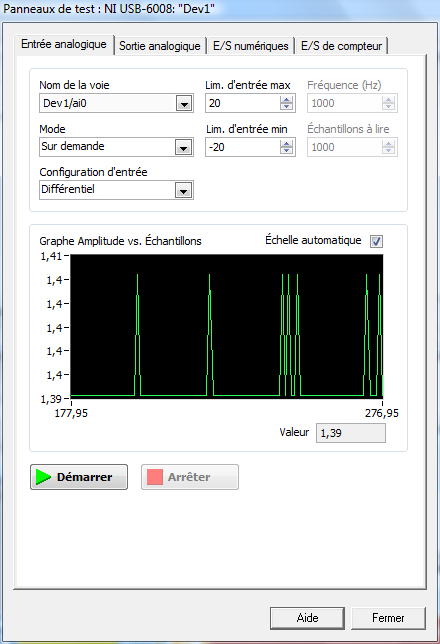 Panneaux de test : NI USB-6008: "Dev1"
Entrée analogique Sortie analogique E/S numériques E/S de compteur
Nom de la voie Lim. d'entrée max Fréquence (Hz)
Dev1/ai0 20 1000
Mode Lim. d'entrée min Échantillons à lire
Sur demande -20 1000
Configuration d'entrée
Différentiel
Graphe Amplitude vs. Échantillons Échelle automatique
1,41
1,4
1,4
1,4
1,4
1,4
1,39
177,95 276,95
Valeur 1,39
Démarrer Arrêter
Aide Fermer